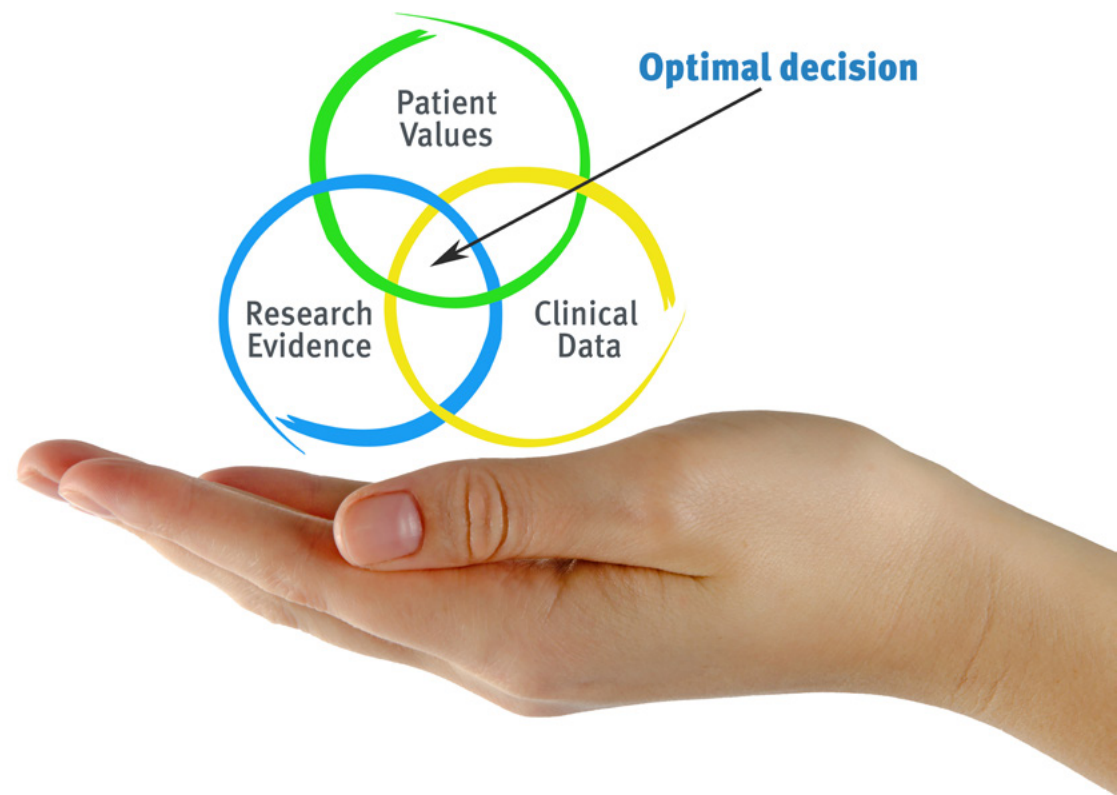 Optimal decision
Patient
Values
Research
Evidence
Clinical
Data